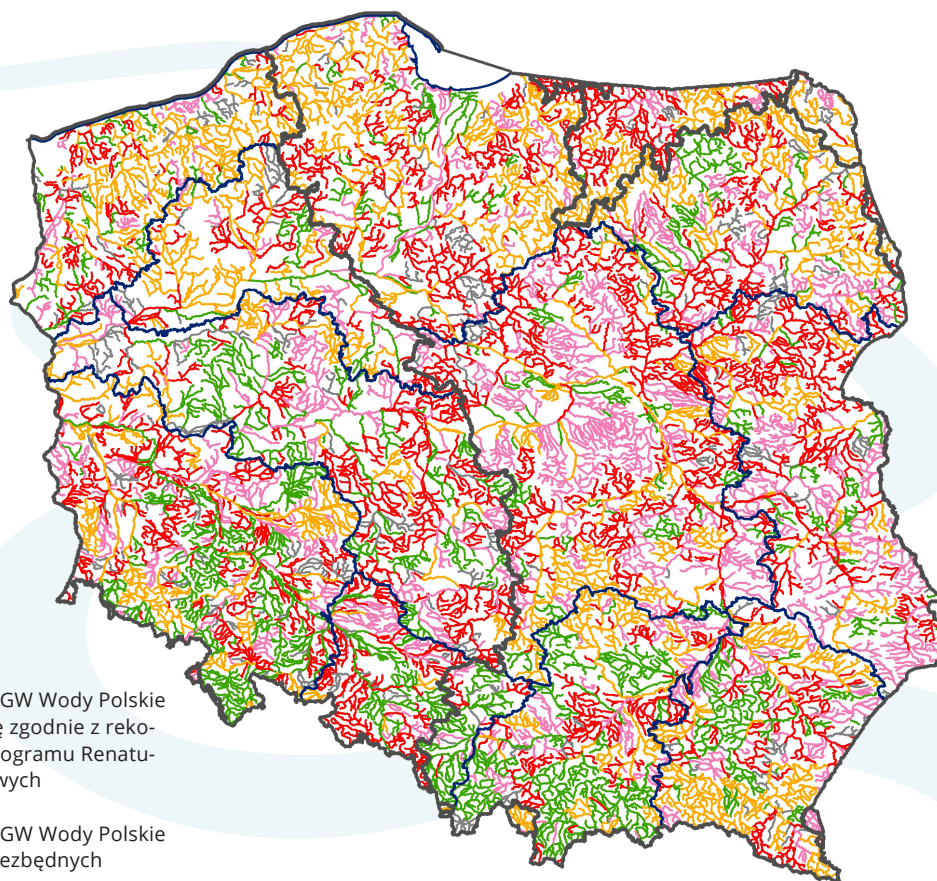 GW Wody Polskie
ę zgodnie z reko-
ogramu Renatu-
wych
GW Wody Polskie
ezbędnych